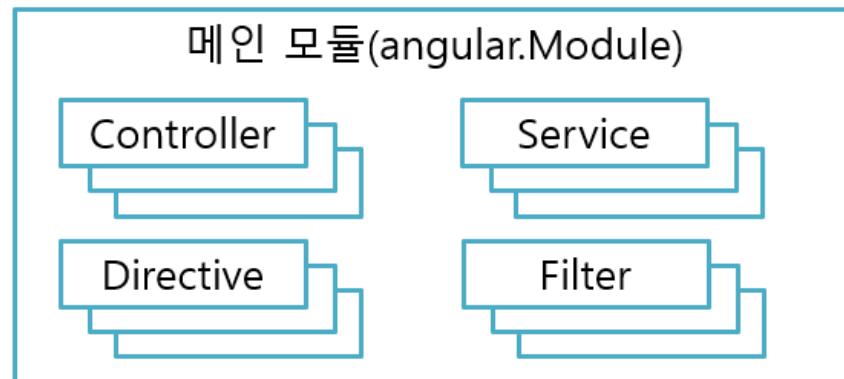 메인 모듈(angular.Module)
Controller
Service
Directive
Filter